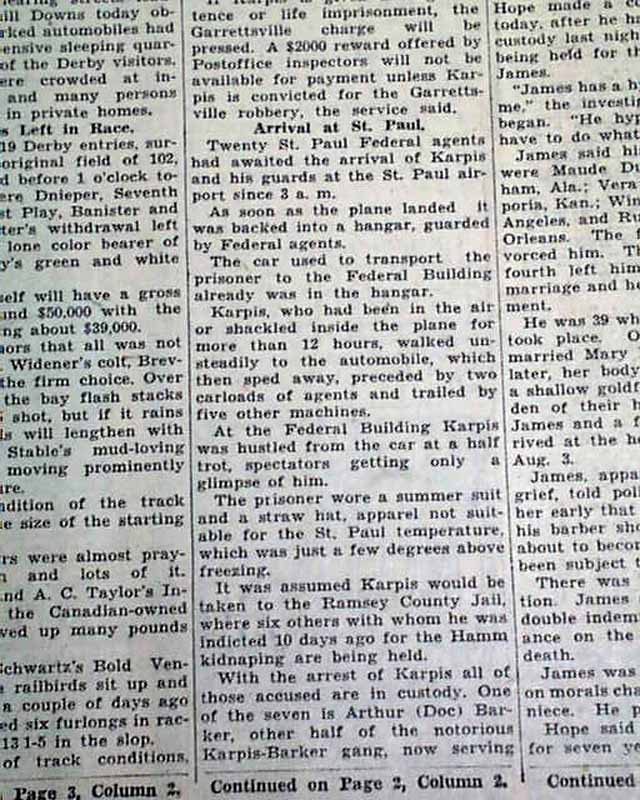 ill Downs today ob-
rked automobiles had
ensive sleeping quar-
of the Derby visitors.
ere crowded at in-
and many persons
in private homes.
s Left in Race.
19 Derby entries, sur-
original field of 102,
d before 1 o'clock to-
ere Dnieper, Seventh
st Play, Banister and
ter's withdrawal left
lone color bearer of
y's green and white
self will have a gross
und $50,000 with the
ng about $39,000.
ors that all was not
. Widener's colt, Brev-
the firm choice. Over
the bay flash stacks
shot, but if it rains
is will lengthen with
Stable's mud-loving
moving prominently
ure.
ndition of the track
e size of the starting
rs were almost pray-
n and lots of it.
and A. C. Taylor's In-
the Canadian-owned
ved up many pounds
Schwartz's Bold Ven-
e railbirds sit up and
a couple of days ago
ed six furlongs in rac-
13 1-5 in the slop.
of track conditions,
Page 3, Column 2.
tence or life imprisonment, the
Garrettsville charge will be
pressed. A $2000 reward offered by
Postoffice inspectors will not be
available for payment unless Kar-
pis is convicted for the Garretts-
ville robbery, the service said.
Arrival at St. Paul.
Twenty St. Paul Federal agents
had awaited the arrival of Karpis
and his guards at the St. Paul air-
port since 3 a. m.
As soon as the plane landed it
was backed into a hangar, guarded
by Federal agents.
The car used to transport the
prisoner to the Federal Building
already was in the hangar.
Karpis, who had been in the air
or shackled inside the plane for
more than 12 hours, walked un-
steadily to the automobile, which
then sped away, preceded by two
carloads of agents and trailed by
five other machines.
At the Federal Building Karpis
was hustled from the car at a half
trot, spectators getting only a
glimpse of him.
The prisoner wore a summer suit
and a straw hat, apparel not suit-
able for the St. Paul temperature,
which was just a few degrees above
freezing.
It was assumed Karpis would be
taken to the Ramsey County Jail,
where six others with whom he was
indicted 10 days ago for the Hamm
kidnaping are being held.
With the arrest of Karpis all of
those accused are in custody. One
of the seven is Arthur (Doc) Bar-
ker, other half of the notorious
Karpis-Barker gang, now serving
Continued on Page 2, Column 2.
Hope made a co
today, after he h
custody last nigh
being held for th
James.
"James has a hy
me," the investi
began. "He hyp
have to do what
James said his
were Maude Du
ham, Ala.; Vera
poria, Kan.; Win
Angeles, and Ru
Orleans. The f
vorced him. Th
fourth left him
marriage and he
ment.
He was 39 wh
took place. O
married Mary
later, her body
a shallow goldf
den of their h
James and a f
rived at the ho
Aug. 3.
James, appa
grief, told pol
her early that
his barber sho
about to becom
been subject t
There was
tion. James
double indem
ance on the
death.
James was
on morals cha
niece. He p
Hope said
for seven ye
Continued